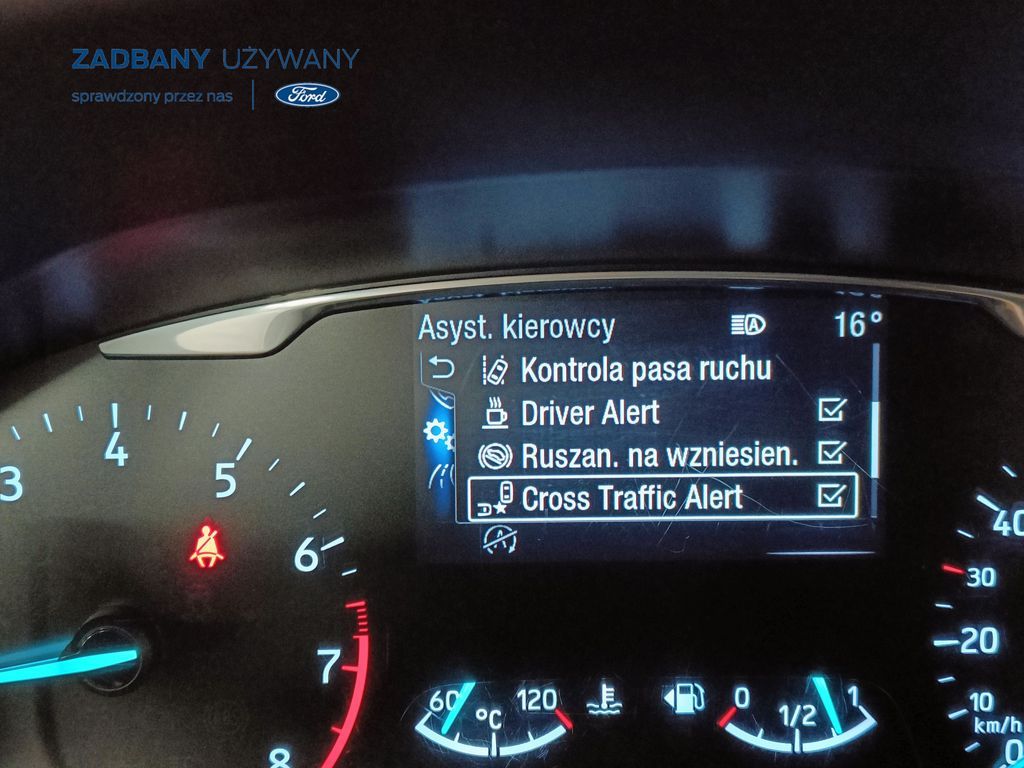 ZADBANY UŻYWANY
sprawdzony przez nas
Ford
Asyst. kierowcy
16°
Kontrola pasa ruchu
Driver Alert
Ruszan. na wzniesien.
Cross Traffic Alert
3
4
5
6
7
8
60
120
°C
0
1/2
1
40
30
20
10
km/h
0